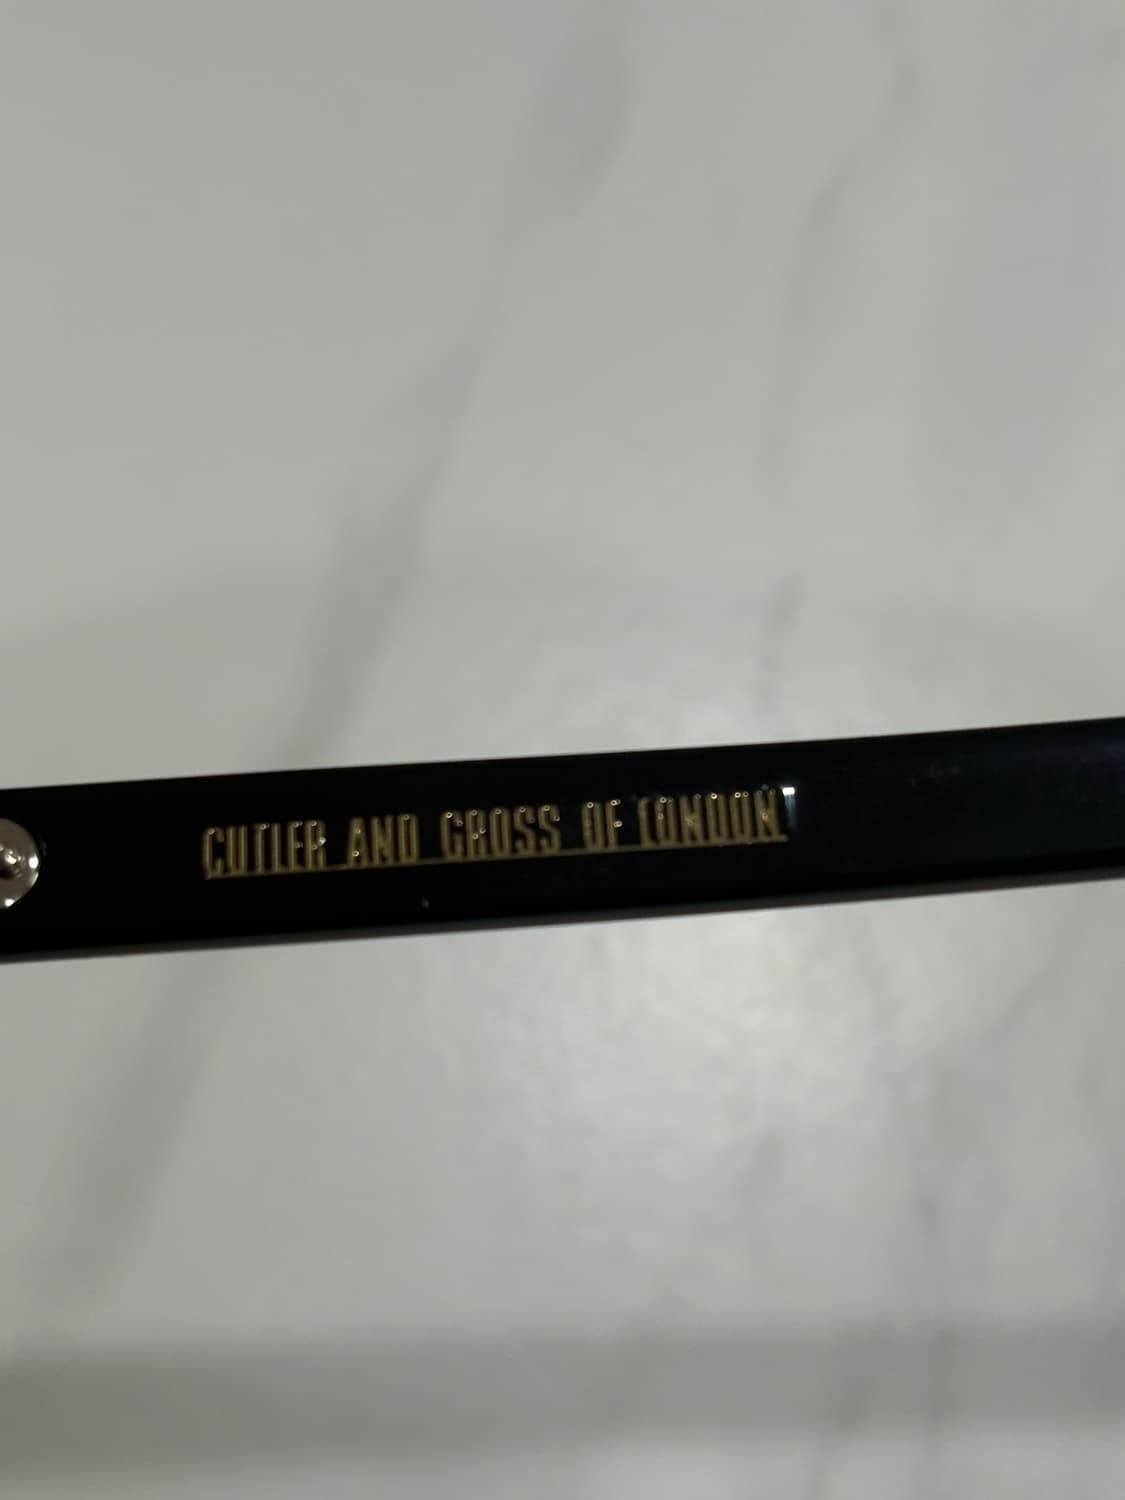 CUTLER AND GROSS OF LONDON